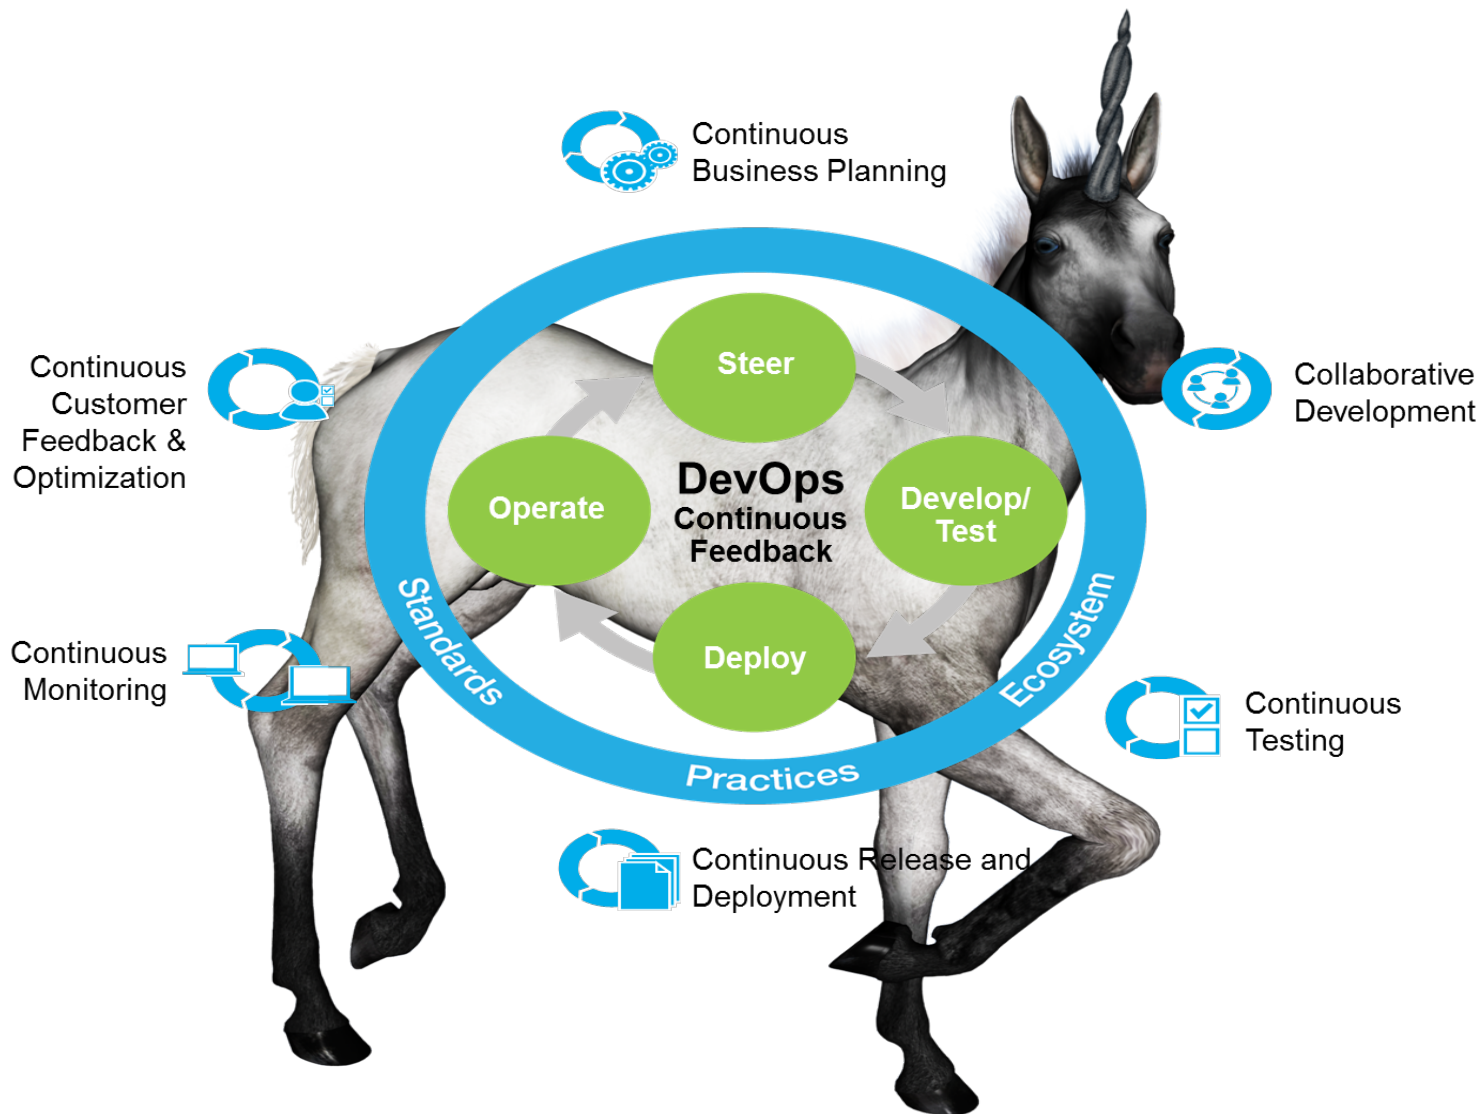 Continuous
Business Planning
Continuous
Customer
Feedback &
Optimization
Collaborative
Development
Steer
Operate
DevOps
Continuous
Feedback
Develop/
Test
Deploy
Standards
Practices
Ecosystem
Continuous
Monitoring
Continuous
Testing
Continuous Release and
Deployment